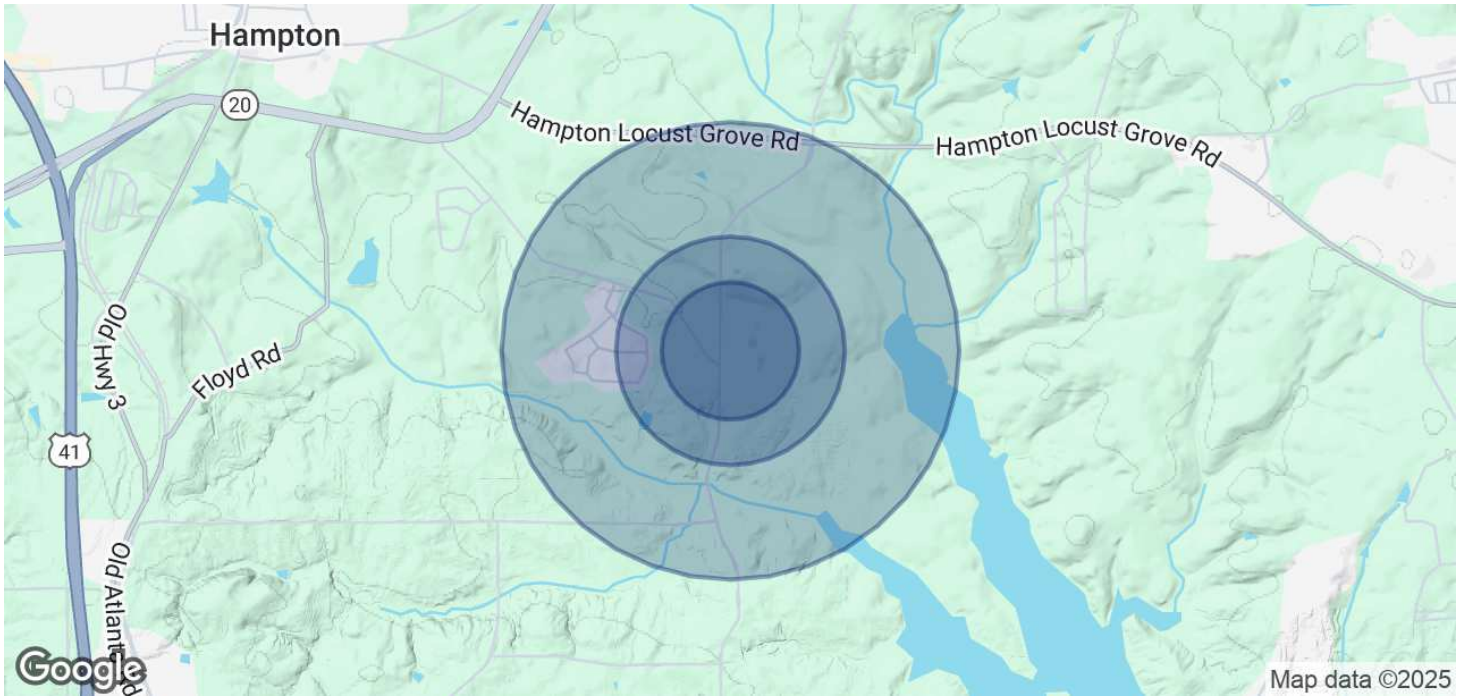 Hampton
20
Hampton Locust Grove Rd
Hampton Locust Grove Rd
Old Hwy 3
Floyd Rd
41
Old Atlanta Rd
Google
Map data ©2025